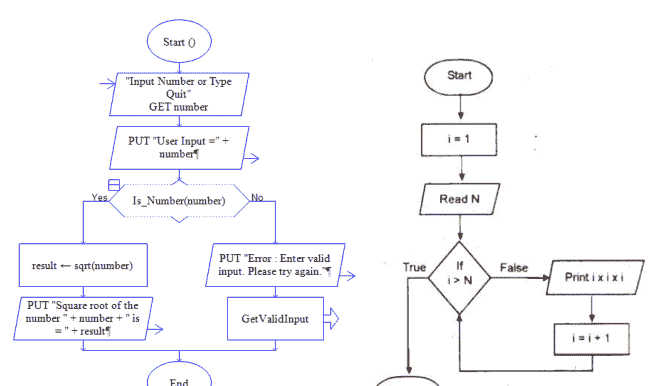 Start ()
"Input Number or Type
Quit"
GET number
PUT "User Input =" +
number¶
Yes
Is_Number(number)
No
result ← sqrt(number)
PUT "Error : Enter valid
input. Please try again."¶
PUT "Square root of the
number " + number + " is
= " + result¶
GetValidInput
End
Start
i = 1
Read N
True
If
i > N
False
Print i x i x i
i = i + 1